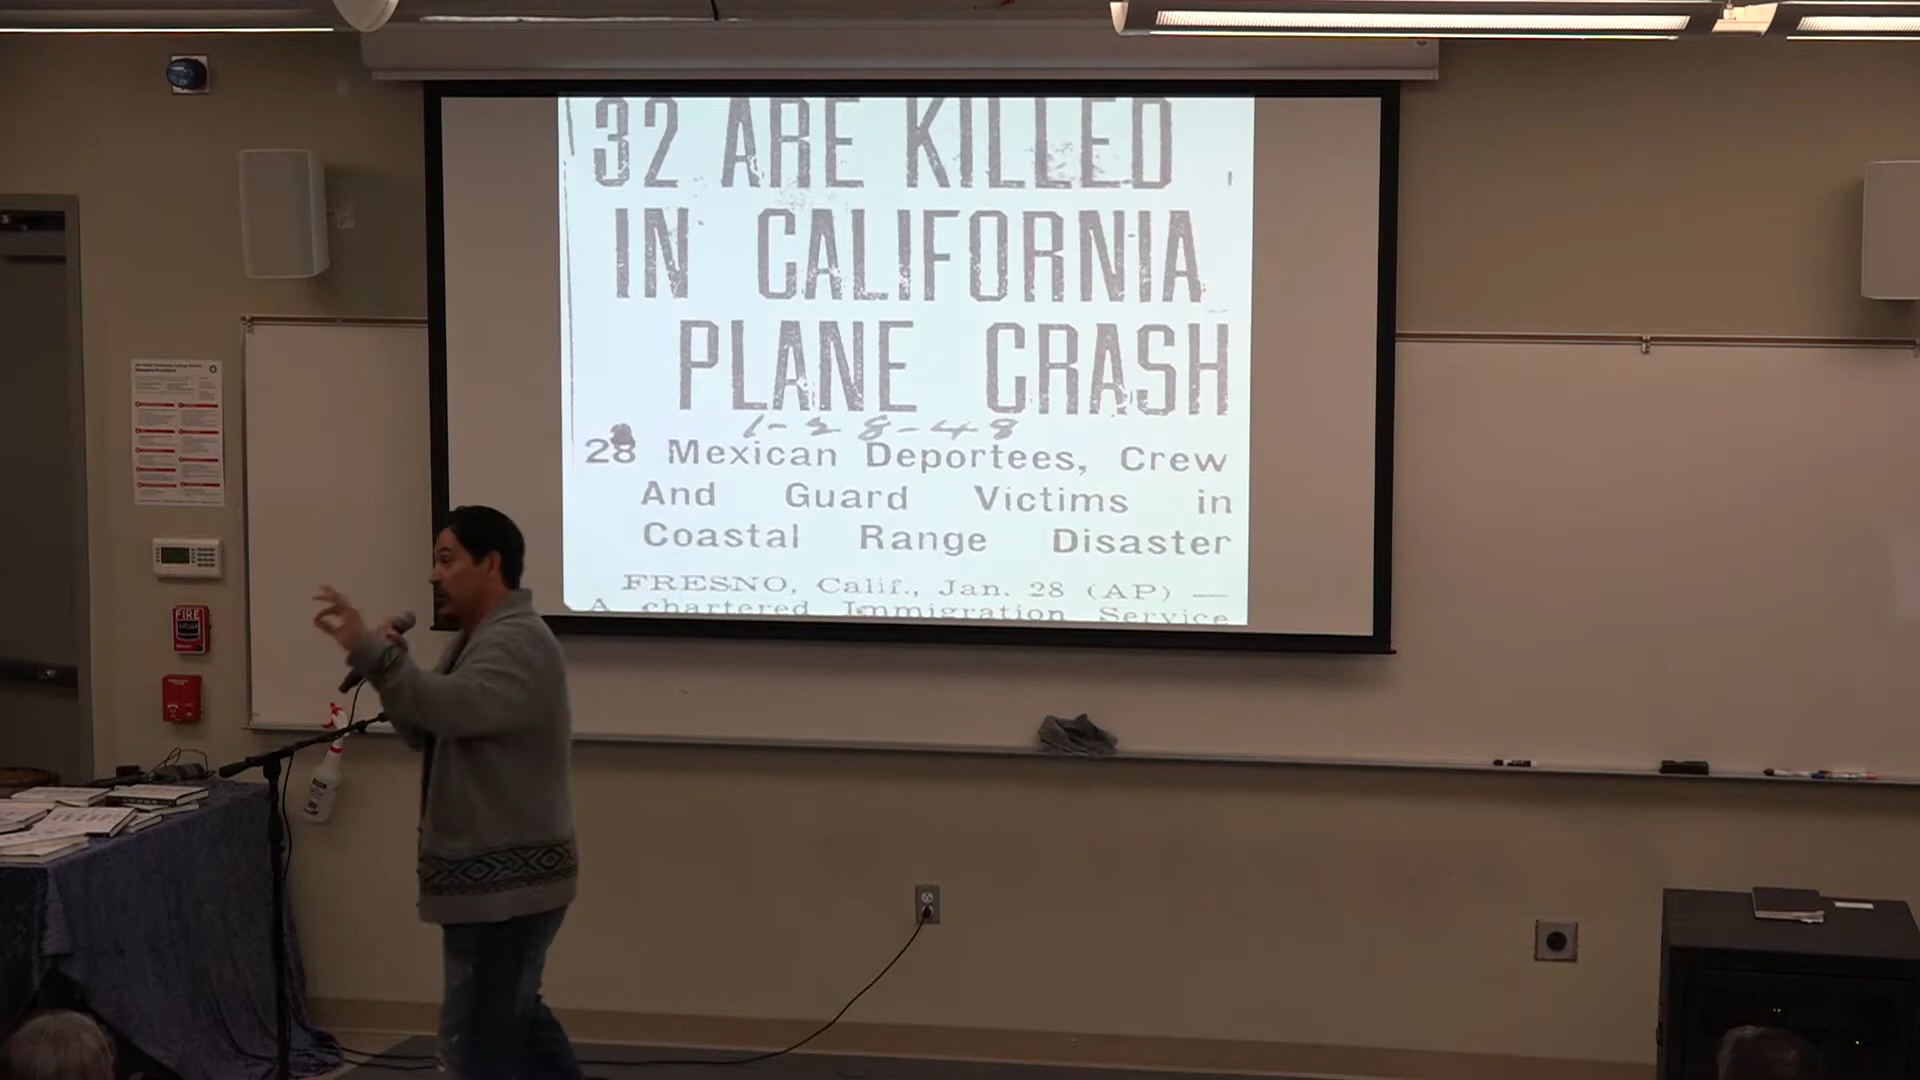 32 ARE KILLED
IN CALIFORNIA
PLANE CRASH
1-28-48
28 Mexican Deportees, Crew
And Guard Victims in
Coastal Range Disaster
FRESNO, Calif., Jan. 28 (AP) —
A chartered Immigration Service
FIRE